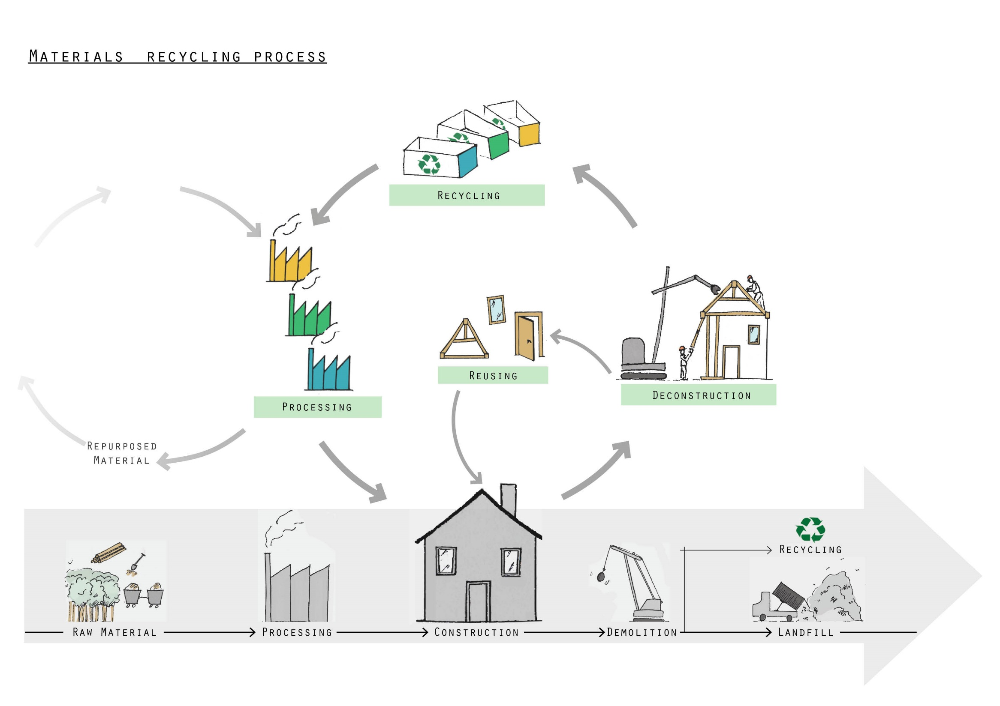 Materials recycling process
Recycling
Reusing
Deconstruction
Processing
Repurposed
Material
Recycling
Raw Material
Processing
Construction
Demolition
Landfill